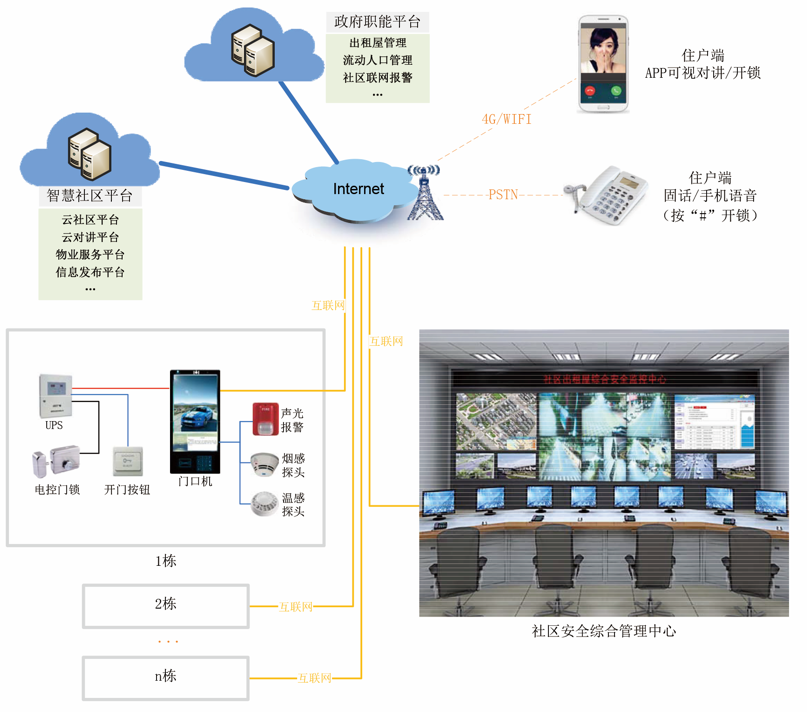 政府职能平台
出租屋管理
流动人口管理
社区联网报警
...
住户端
APP可视对讲/开锁
4G/WIFI
智慧社区平台
云社区平台
云对讲平台
物业服务平台
信息发布平台
...
Internet
PSTN
住户端
固话/手机语音
（按“#”开锁）
互联网
互联网
UPS
电控门锁
开门按钮
门口机
声光
报警
烟感
探头
温感
探头
1栋
社区出租屋综合安全监控中心
社区安全综合管理中心
2栋
互联网
...
n栋
互联网